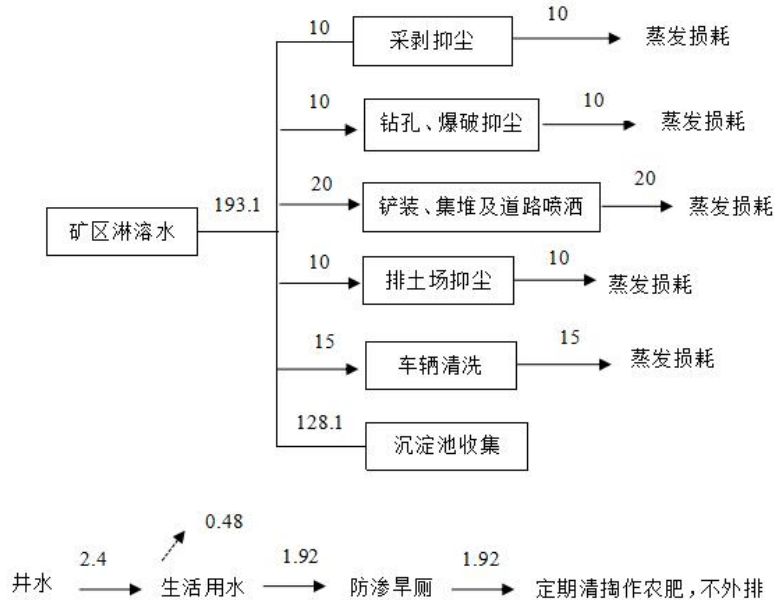 10 采剥抑尘 10 蒸发损耗
10 钻孔、爆破抑尘 10 蒸发损耗
20 铲装、集堆及道路喷洒 20 蒸发损耗
矿区淋溶水 193.1
10 排土场抑尘 10 蒸发损耗
15 车辆清洗 15 蒸发损耗
128.1 沉淀池收集
0.48
井水 2.4 生活用水 1.92 防渗旱厕 1.92 定期清掏作农肥，不外排